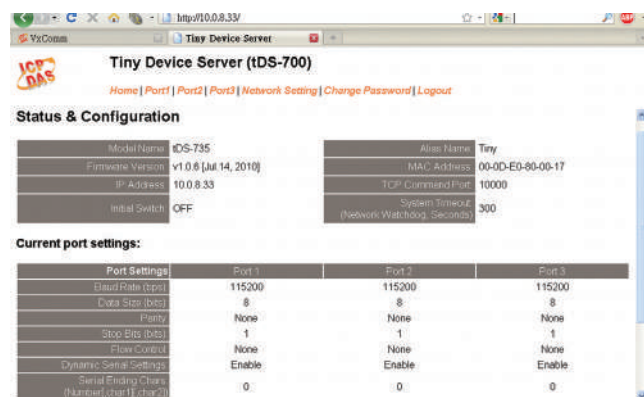 http://10.0.8.33/
VxComm
Tiny Device Server
ICP DAS
Tiny Device Server (tDS-700)
Home | Port1 | Port2 | Port3 | Network Setting | Change Password | Logout
Status & Configuration
Model Name tDS-735 Alias Name Tiny
Firmware Version v1.0.6 [Jul.14, 2010] MAC Address 00-0D-E0-80-00-17
IP Address 10.0.8.33 TCP Command Port 10000
Initial Switch OFF System Timeout (Network Watchdog, Seconds) 300
Current port settings:
Port Settings Port 1 Port 2 Port 3
Baud Rate (bps) 115200 115200 115200
Data Size (bits) 8 8 8
Parity None None None
Stop Bits (bits) 1 1 1
Flow Control None None None
Dynamic Serial Settings Enable Enable Enable
Serial Ending Chars 0 0 0
(Number[,char1][,char2])